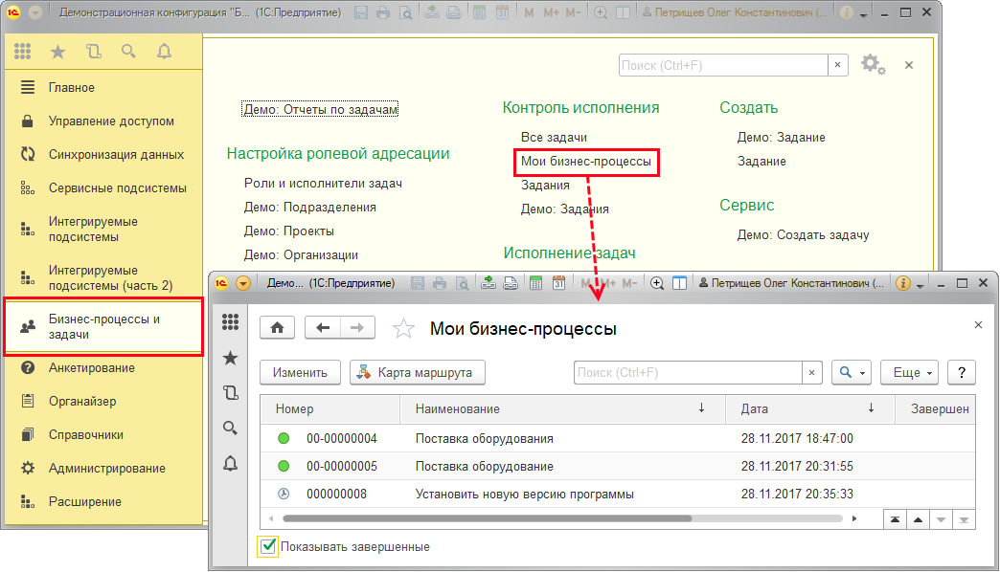 Демонстрационная конфигурация "Б... (1С:Предприятие)
M M+ M-
Петрищев Олег Константинович (...
Главное
Управление доступом
Синхронизация данных
Сервисные подсистемы
Интегрируемые
подсистемы
Интегрируемые
подсистемы (часть 2)
Бизнес-процессы и
задачи
Анкетирование
Органайзер
Справочники
Администрирование
Расширение
Поиск (Ctrl+F)
Демо: Отчеты по задачам
Настройка ролевой адресации
Роли и исполнители задач
Демо: Подразделения
Демо: Проекты
Демо: Организации
Контроль исполнения
Все задачи
Мои бизнес-процессы
Задания
Демо: Задания
Исполнение задач
Создать
Демо: Задание
Задание
Сервис
Демо: Создать задачу
Демо... (1С:Предприятие)
M M+ M-
Петрищев Олег Константинович (...
Мои бизнес-процессы
Изменить
Карта маршрута
Поиск (Ctrl+F)
Еще
?
Номер Наименование Дата Завершен
00-00000004 Поставка оборудования 28.11.2017 18:47:00
00-00000005 Поставка оборудования 28.11.2017 20:31:55
000000008 Установить новую версию программы 28.11.2017 20:35:33
Показывать завершенные